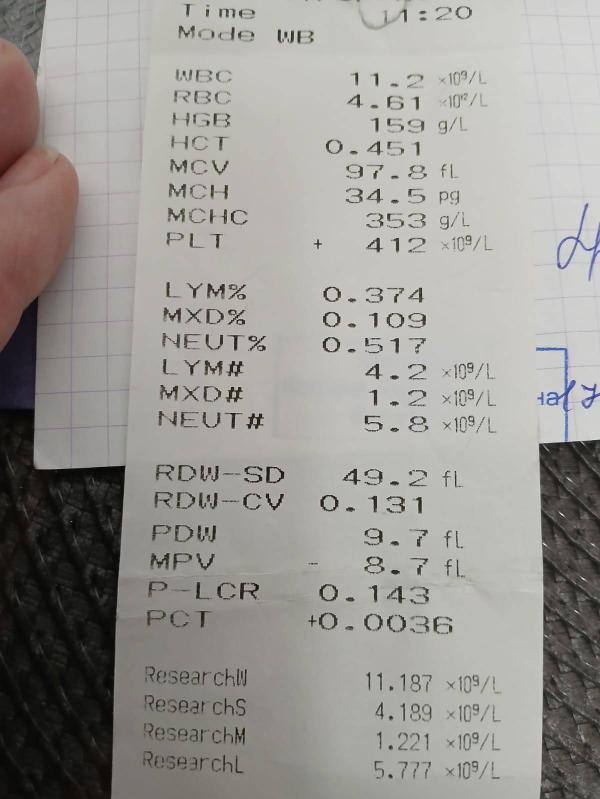 Time 11:20
Mode WB
WBC 11.2 ×10⁹/L
RBC 4.61 ×10¹²/L
HGB 159 g/L
HCT 0.451
MCV 97.8 fL
MCH 34.5 pg
MCHC 353 g/L
PLT + 412 ×10⁹/L
LYM% 0.374
MXD% 0.109
NEUT% 0.517
LYM# 4.2 ×10⁹/L
MXD# 1.2 ×10⁹/L
NEUT# 5.8 ×10⁹/L
RDW-SD 49.2 fL
RDW-CV 0.131
PDW 9.7 fL
MPV - 8.7 fL
P-LCR 0.143
PCT +0.0036
ResearchW 11.187 ×10⁹/L
ResearchS 4.189 ×10⁹/L
ResearchM 1.221 ×10⁹/L
ResearchL 5.777 ×10⁹/L